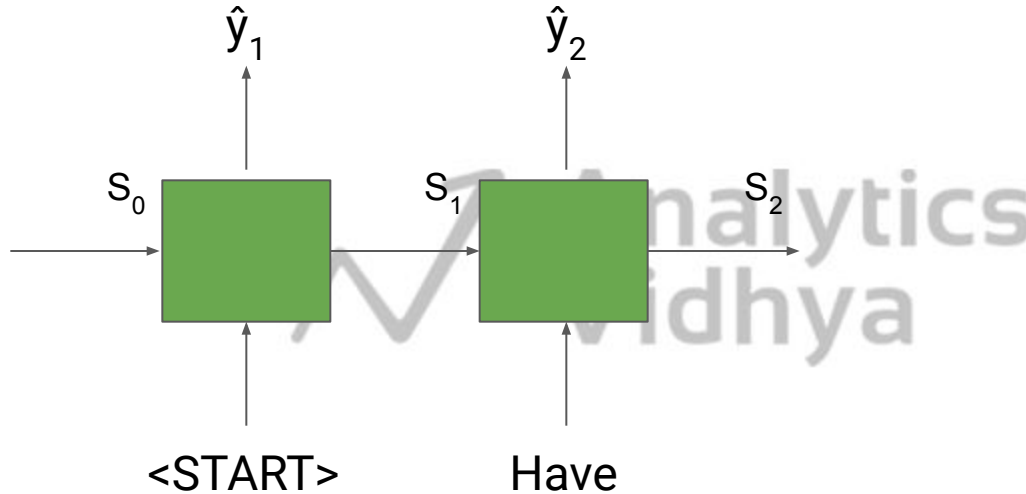 ŷ₁ ŷ₂
S₀ S₁ S₂
Analytics
Vidhya
<START> Have